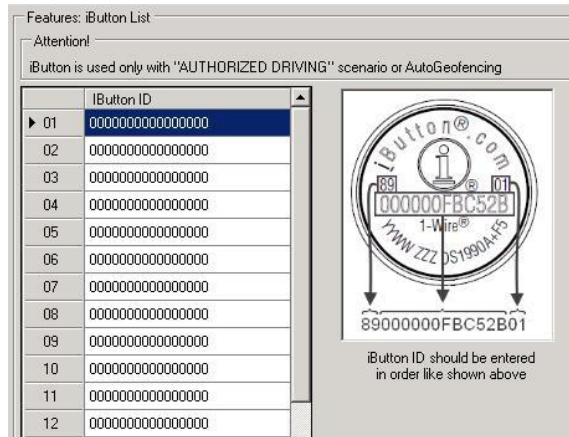 Features: iButton List
Attention!
iButton is used only with "AUTHORIZED DRIVING" scenario or AutoGeofencing
IButton ID
01 0000000000000000
02 0000000000000000
03 0000000000000000
04 0000000000000000
05 0000000000000000
06 0000000000000000
07 0000000000000000
08 0000000000000000
09 0000000000000000
10 0000000000000000
11 0000000000000000
12 0000000000000000
iButton®.com
i
89 ® 01
000000FBC52B
1-Wire®
YYWW ZZZ DS1990A+F5
89000000FBC52B01
iButton ID should be entered
in order like shown above